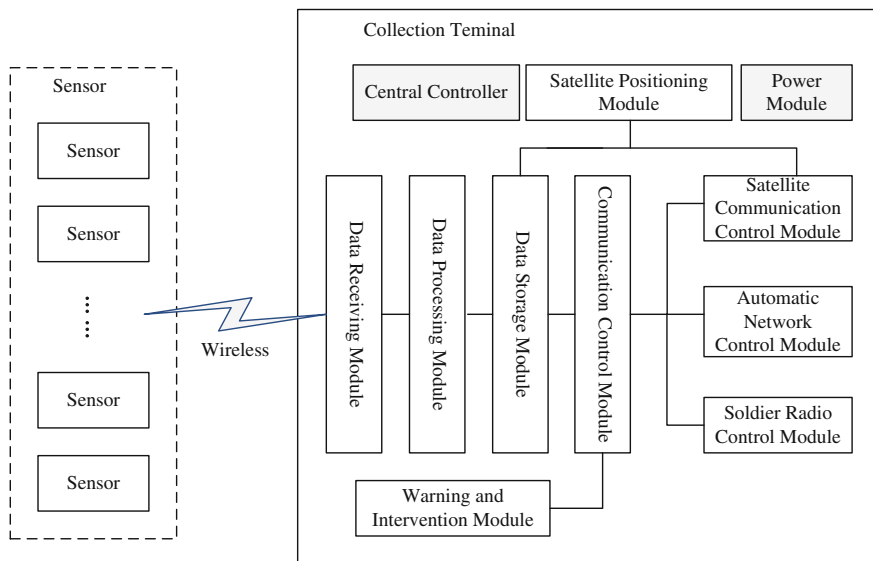 Collection Teminal
Sensor
Sensor
Sensor
Sensor
Sensor
Wireless
Central Controller
Satellite Positioning
Module
Power
Module
Data Receiving Module
Data Processing Module
Data Storage Module
Communication Control Module
Satellite
Communication
Control Module
Automatic
Network
Control Module
Soldier Radio
Control Module
Warning and
Intervention Module